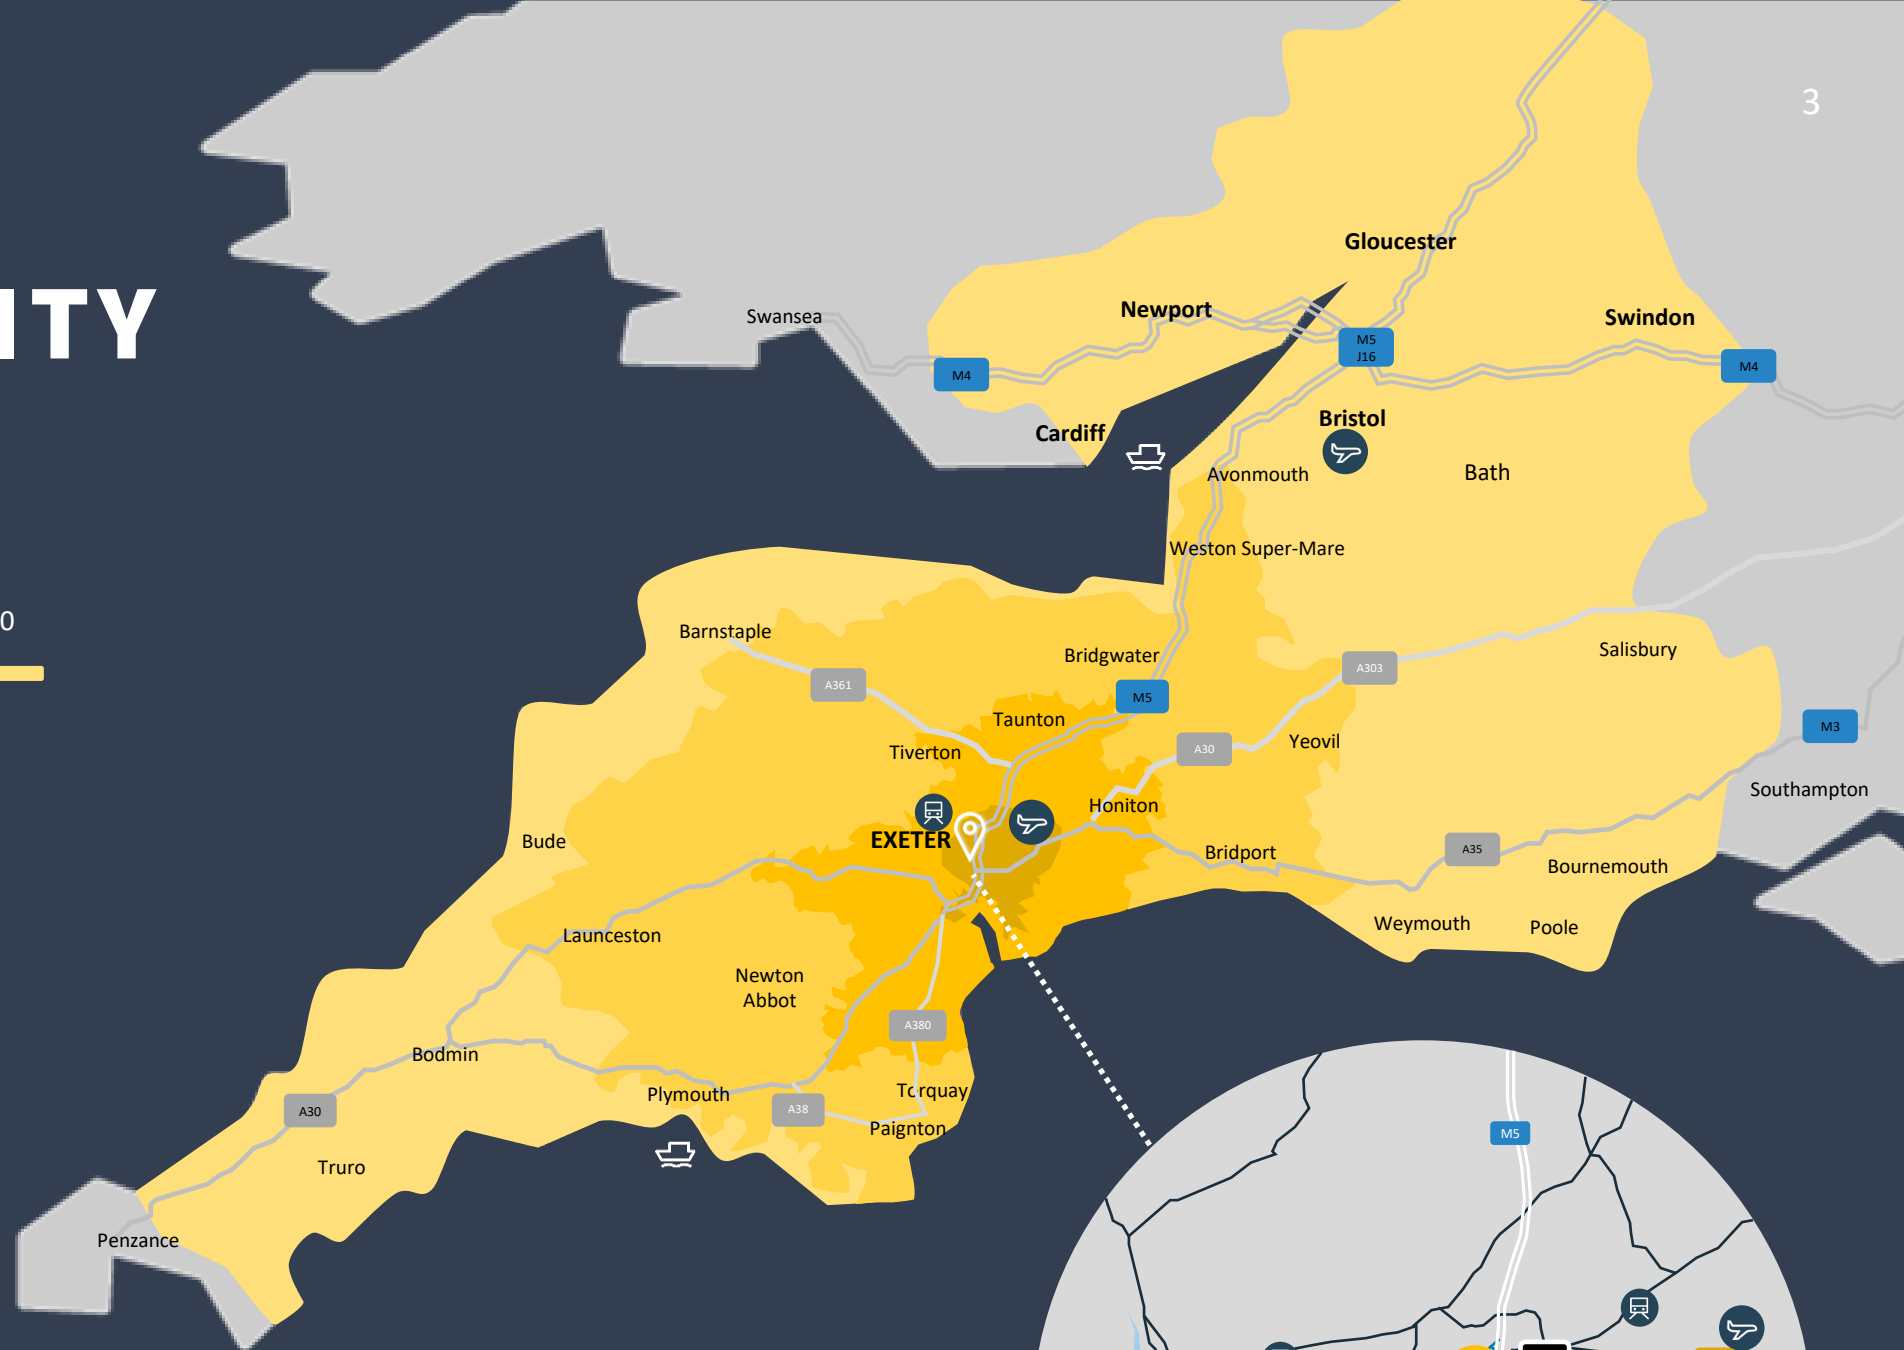 3
Gloucester
ITY
Newport
Swansea
Swindon
M5
J16
M4
M4
Bristol
Cardiff
Avonmouth
Bath
Weston Super-Mare
0
Barnstaple
Bridgwater
Salisbury
A303
A361
M5
Taunton
M3
Tiverton
A30
Yeovil
Southampton
Honiton
EXETER
Bude
Bridport
A35
Bournemouth
Weymouth
Poole
Launceston
Newton
Abbot
A380
Bodmin
Plymouth
Torquay
A30
A38
Paignton
M5
Truro
Penzance